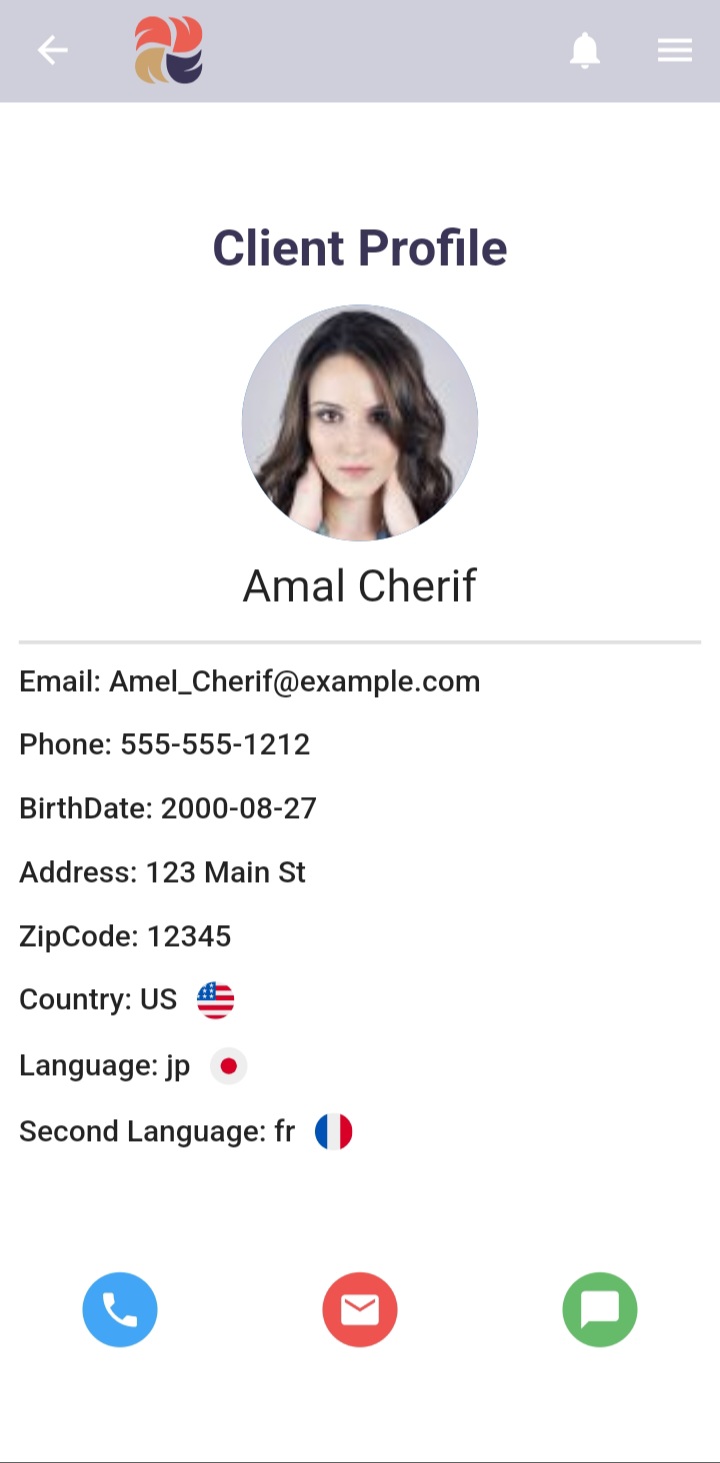 Client Profile
Amal Cherif
Email: Amel_Cherif@example.com
Phone: 555-555-1212
BirthDate: 2000-08-27
Address: 123 Main St
ZipCode: 12345
Country: US
Language: jp
Second Language: fr